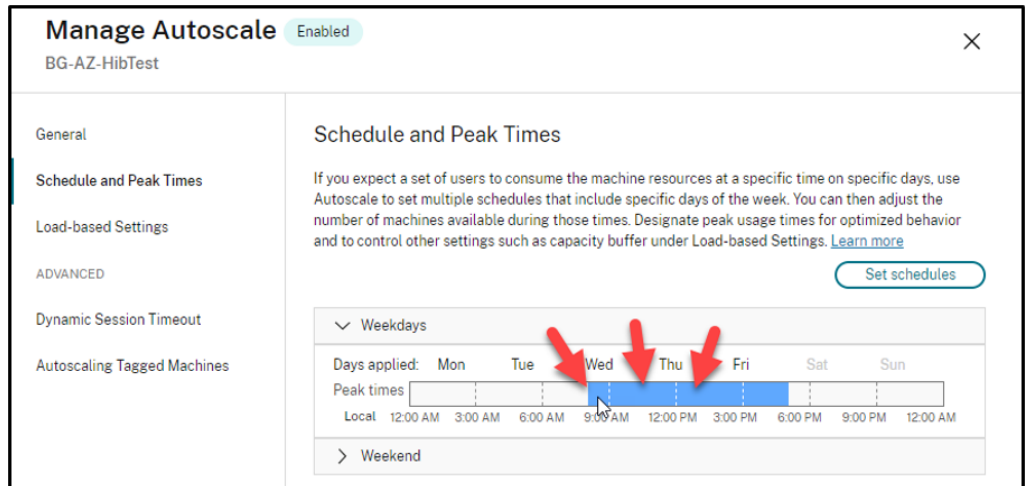 Manage Autoscale Enabled
BG-AZ-HibTest
General
Schedule and Peak Times
Load-based Settings
ADVANCED
Dynamic Session Timeout
Autoscaling Tagged Machines
Schedule and Peak Times
If you expect a set of users to consume the machine resources at a specific time on specific days, use
Autoscale to set multiple schedules that include specific days of the week. You can then adjust the
number of machines available during those times. Designate peak usage times for optimized behavior
and to control other settings such as capacity buffer under Load-based Settings. Learn more
Set schedules
Weekdays
Days applied: Mon Tue Wed Thu Fri Sat Sun
Peak times
Local 12:00 AM 3:00 AM 6:00 AM 9:00 AM 12:00 PM 3:00 PM 6:00 PM 9:00 PM 12:00 AM
Weekend